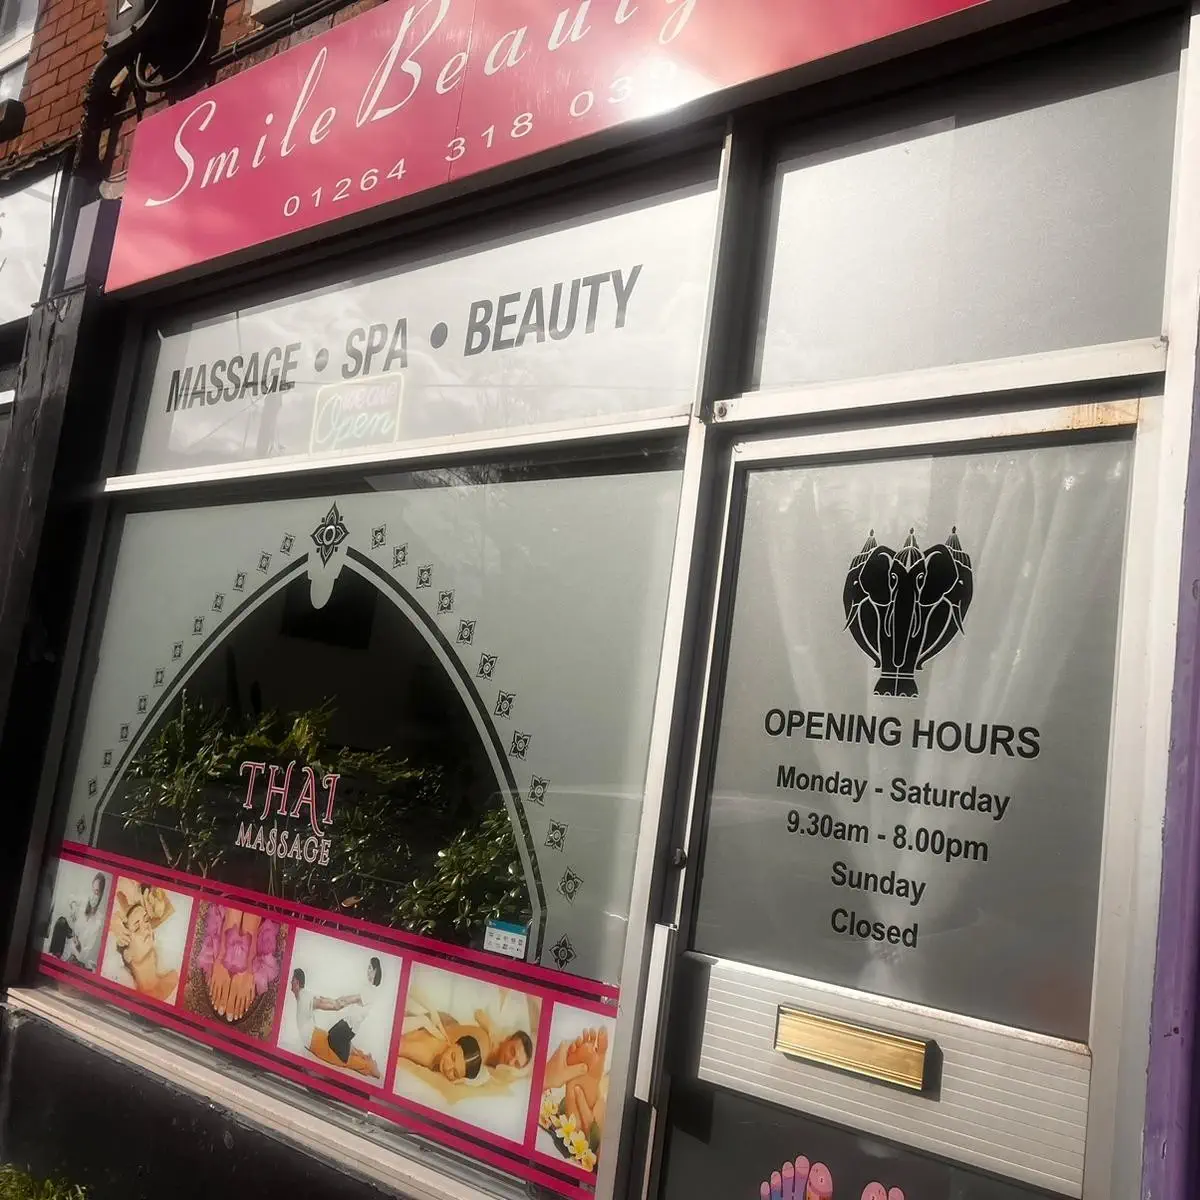 Smile Beauty
01264 318 039
MASSAGE • SPA • BEAUTY
Open
THAI
MASSAGE
OPENING HOURS
Monday - Saturday
9.30am - 8.00pm
Sunday
Closed